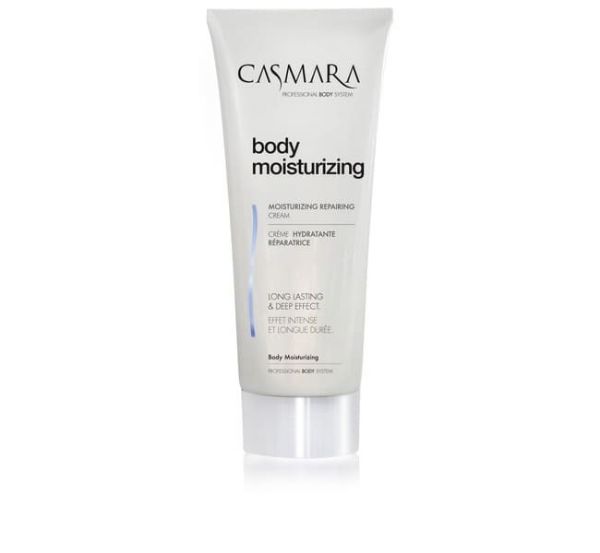 CASMARA
PROFESSIONAL BODY SYSTEM
body
moisturizing
MOISTURIZING REPAIRING
CREAM
CRÈME HYDRATANTE
RÉPARATRICE
LONG LASTING
& DEEP EFFECT.
EFFET INTENSE
ET LONGUE DURÉE.
Body Moisturizing
PROFESSIONAL BODY SYSTEM